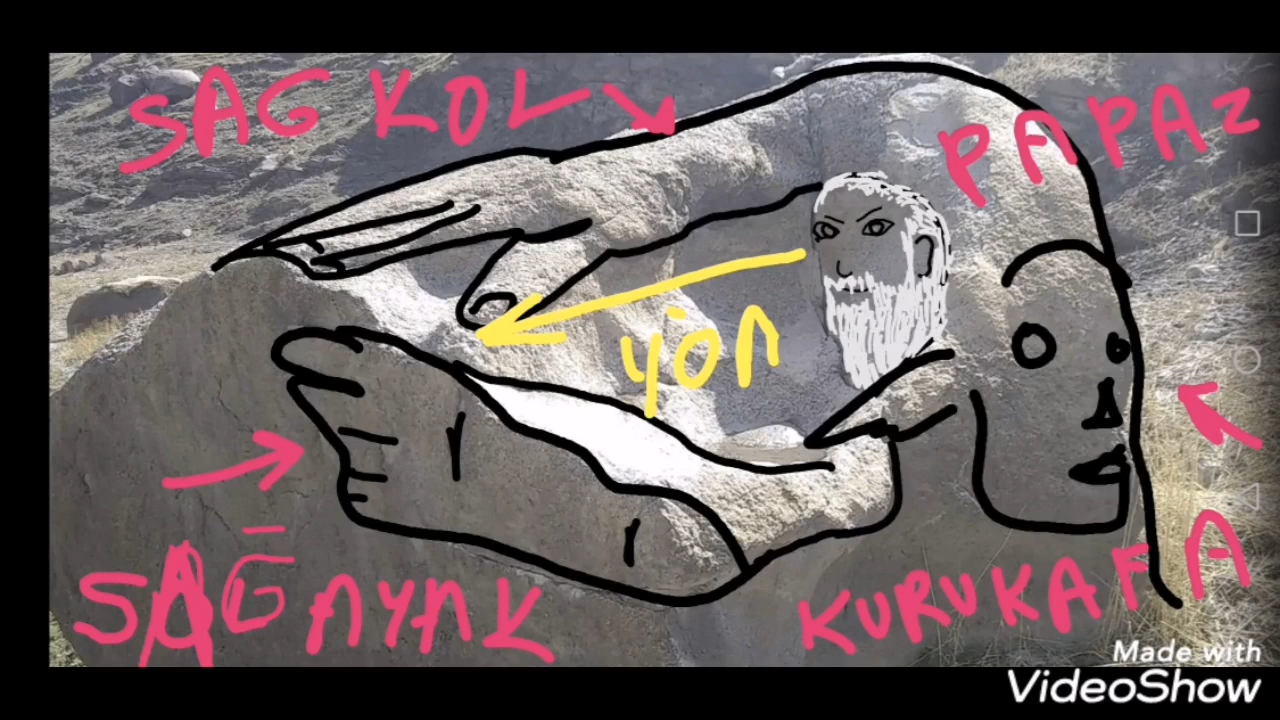 SAG KOL
PAPAZ
YÖN
SAĞ AYAK
KURUKAFA
Made with
VideoShow